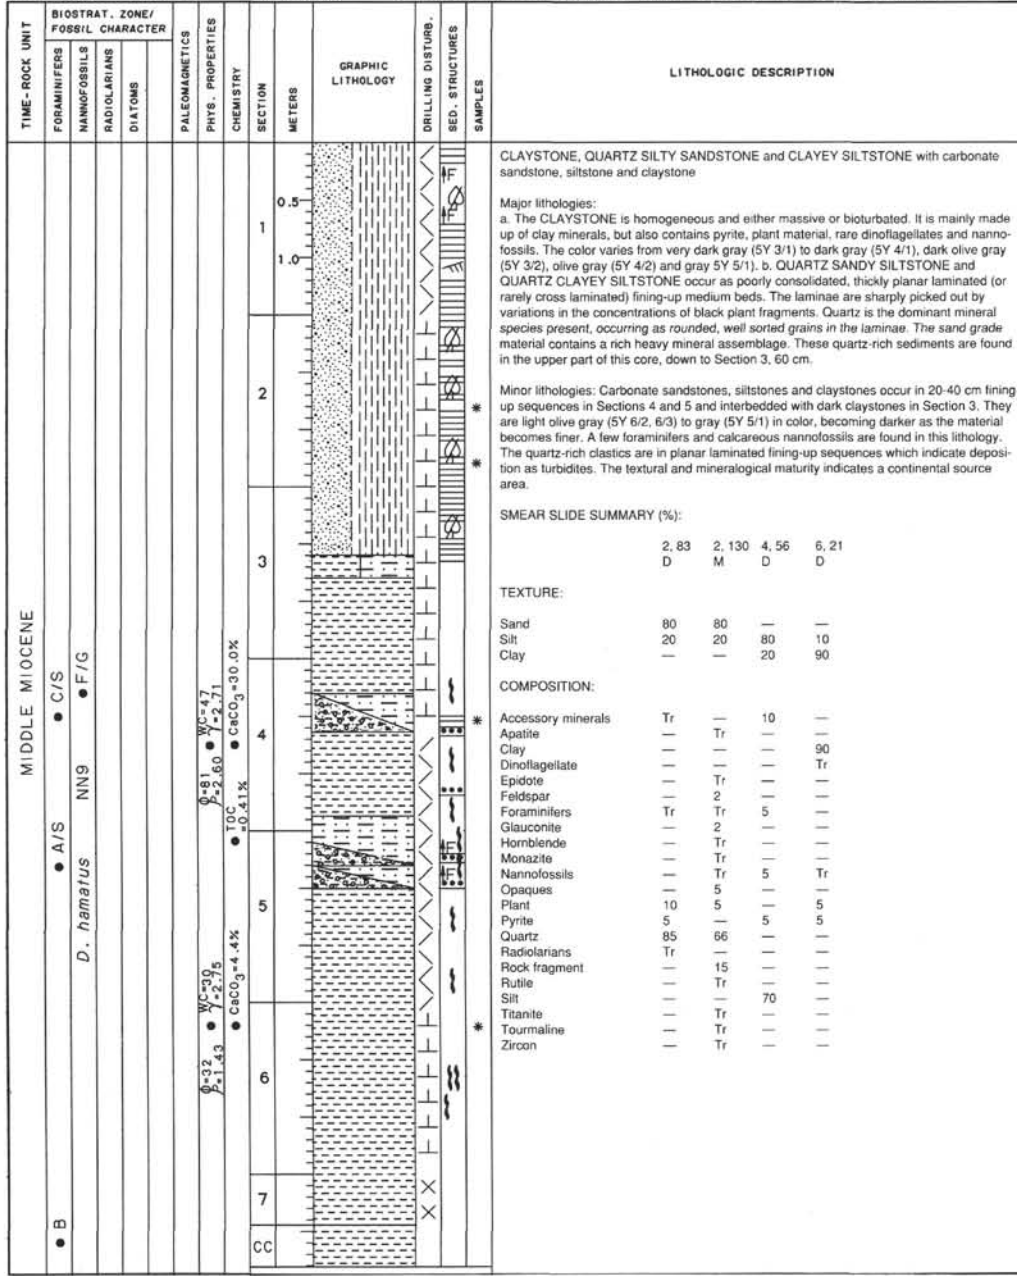 TIME-ROCK UNIT
BIOSTRAT. ZONE/
FOSSIL CHARACTER
FORAMINIFERS
NANNOFOSSILS
RADIOLARIANS
DIATOMS
PALEOMAGNETICS
PHYS. PROPERTIES
CHEMISTRY
SECTION
METERS
GRAPHIC
LITHOLOGY
DRILLING DISTURB.
SED. STRUCTURES
SAMPLES
LITHOLOGIC DESCRIPTION
MIDDLE MIOCENE
B
A/S
C/S
D. hamatus NN9
F/G
Φ=81 WC=47
ρ=2.60 γ=2.71
Φ=32 WC=30
ρ=1.43 γ=2.75
CaCO3=30.0%
TOC
=0.41%
CaCO3=4.4%
1
2
3
4
5
6
7
CC
0.5
1.0
F
F
F
F
*
*
*
*
CLAYSTONE, QUARTZ SILTY SANDSTONE and CLAYEY SILTSTONE with carbonate
sandstone, siltstone and claystone
Major lithologies:
a. The CLAYSTONE is homogeneous and either massive or bioturbated. It is mainly made
up of clay minerals, but also contains pyrite, plant material, rare dinoflagellates and nanno-
fossils. The color varies from very dark gray (5Y 3/1) to dark gray (5Y 4/1), dark olive gray
(5Y 3/2), olive gray (5Y 4/2) and gray 5Y 5/1). b. QUARTZ SANDY SILTSTONE and
QUARTZ CLAYEY SILTSTONE occur as poorly consolidated, thickly planar laminated (or
rarely cross laminated) fining-up medium beds. The laminae are sharply picked out by
variations in the concentrations of black plant fragments. Quartz is the dominant mineral
species present, occurring as rounded, well sorted grains in the laminae. The sand grade
material contains a rich heavy mineral assemblage. These quartz-rich sediments are found
in the upper part of this core, down to Section 3, 60 cm.
Minor lithologies: Carbonate sandstones, siltstones and claystones occur in 20-40 cm fining
up sequences in Sections 4 and 5 and interbedded with dark claystones in Section 3. They
are light olive gray (5Y 6/2, 6/3) to gray (5Y 5/1) in color, becoming darker as the material
becomes finer. A few foraminifers and calcareous nannofossils are found in this lithology.
The quartz-rich clastics are in planar laminated fining-up sequences which indicate deposi-
tion as turbidites. The textural and mineralogical maturity indicates a continental source
area.
SMEAR SLIDE SUMMARY (%):
2, 83 2, 130 4, 56 6, 21
D M D D
TEXTURE:
Sand 80 80 — —
Silt 20 20 80 10
Clay — — 20 90
COMPOSITION:
Accessory minerals Tr — 10 —
Apatite — Tr — —
Clay — — — 90
Dinoflagellate — — — Tr
Epidote — Tr — —
Feldspar — 2 — —
Foraminifers Tr Tr 5 —
Glauconite — 2 — —
Hornblende — Tr — —
Monazite — Tr — —
Nannofossils — Tr 5 Tr
Opaques — 5 — —
Plant 10 5 — 5
Pyrite 5 — 5 5
Quartz 85 66 — —
Radiolarians Tr — — —
Rock fragment — 15 — —
Rutile — Tr — —
Silt — — 70 —
Titanite — Tr — —
Tourmaline — Tr — —
Zircon — Tr — —